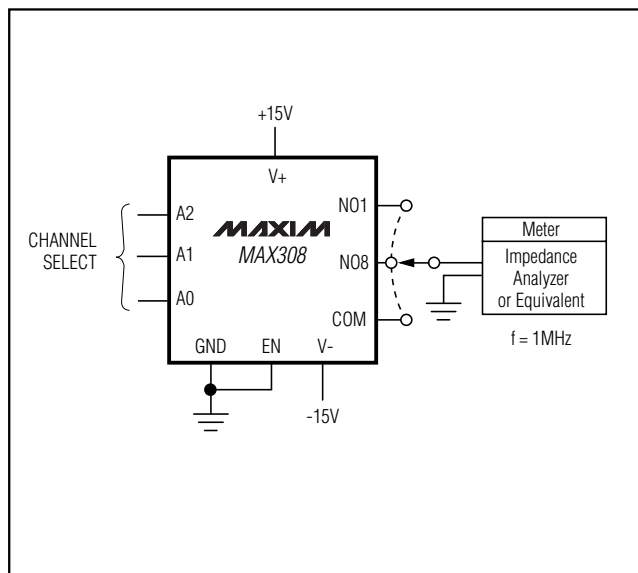 +15V
V+
A2
A1
A0
CHANNEL
SELECT
MAXIM
MAX308
NO1
NO8
COM
GND
EN
V-
-15V
Meter
Impedance
Analyzer
or Equivalent
f = 1MHz